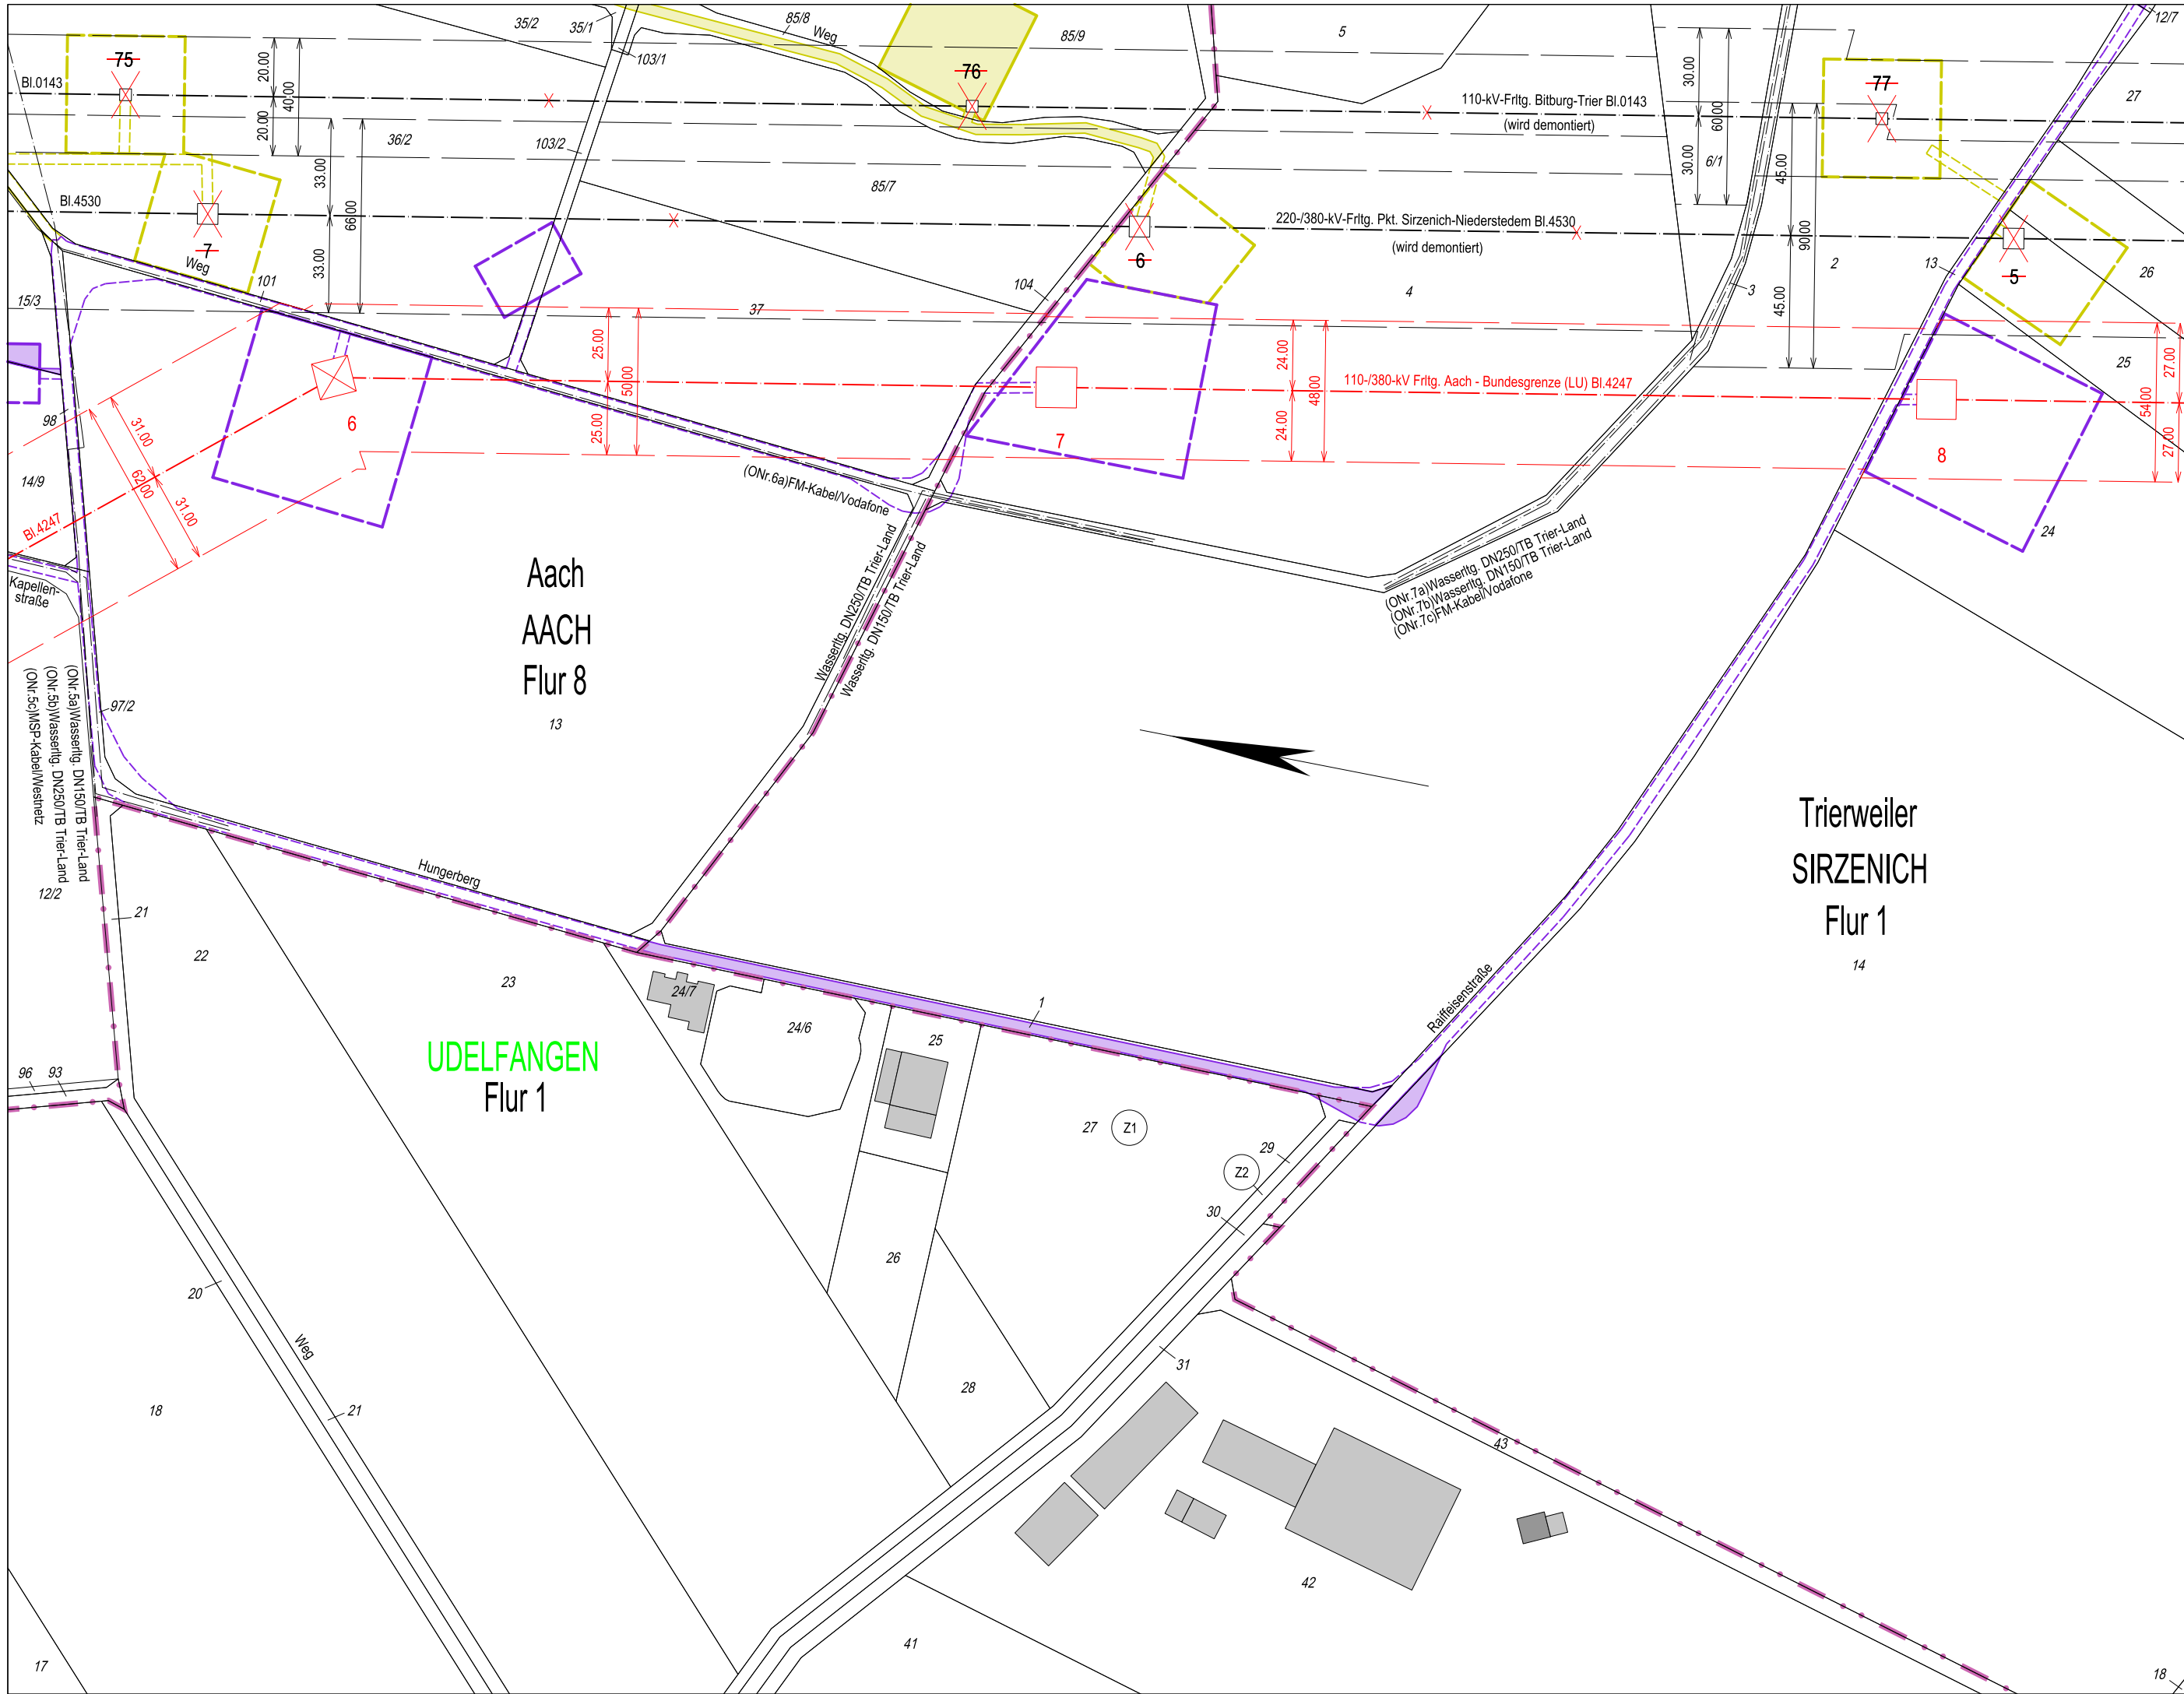 35/2
35/1
85/8
Weg
85/9
5
12/7
75
103/1
76
77
Bl.0143
20.00
40.00
20.00
36/2
103/2
110-kV-Frltg. Bitburg-Trier Bl.0143
(wird demontiert)
30.00
60.00
30.00
6/1
27
33.00
66.00
33.00
85/7
45.00
90.00
45.00
Bl.4530
7
Weg
101
220-/380-kV-Frltg. Pkt. Sirzenich-Niederstedem Bl.4530
(wird demontiert)
6
2
13
5
26
15/3
37
104
4
3
25
25.00
50.00
25.00
24.00
48.00
24.00
110-/380-kV Frltg. Aach - Bundesgrenze (LU) Bl.4247
27.00
54.00
27.00
98
31.00
62.00
31.00
6
7
8
14/9
Bl.4247
(ONr.6a)FM-Kabel/Vodafone
24
Kapellen-
straße
Aach
AACH
Flur 8
13
Wasserltg. DN250/TB Trier-Land
Wasserltg. DN150/TB Trier-Land
(ONr.7a)Wasserltg. DN250/TB Trier-Land
(ONr.7b)Wasserltg. DN150/TB Trier-Land
(ONr.7c)FM-Kabel/Vodafone
(ONr.5a)Wasserltg. DN150/TB Trier-Land
(ONr.5b)Wasserltg. DN250/TB Trier-Land
(ONr.5c)MSP-Kabel/Westnetz
97/2
12/2
Hungerberg
Trierweiler
SIRZENICH
Flur 1
14
21
22
23
24/7
24/6
25
1
Raiffeisenstraße
UDELFANGEN
Flur 1
96
93
27
Z1
29
Z2
30
26
20
Weg
21
18
28
31
43
42
41
17
18